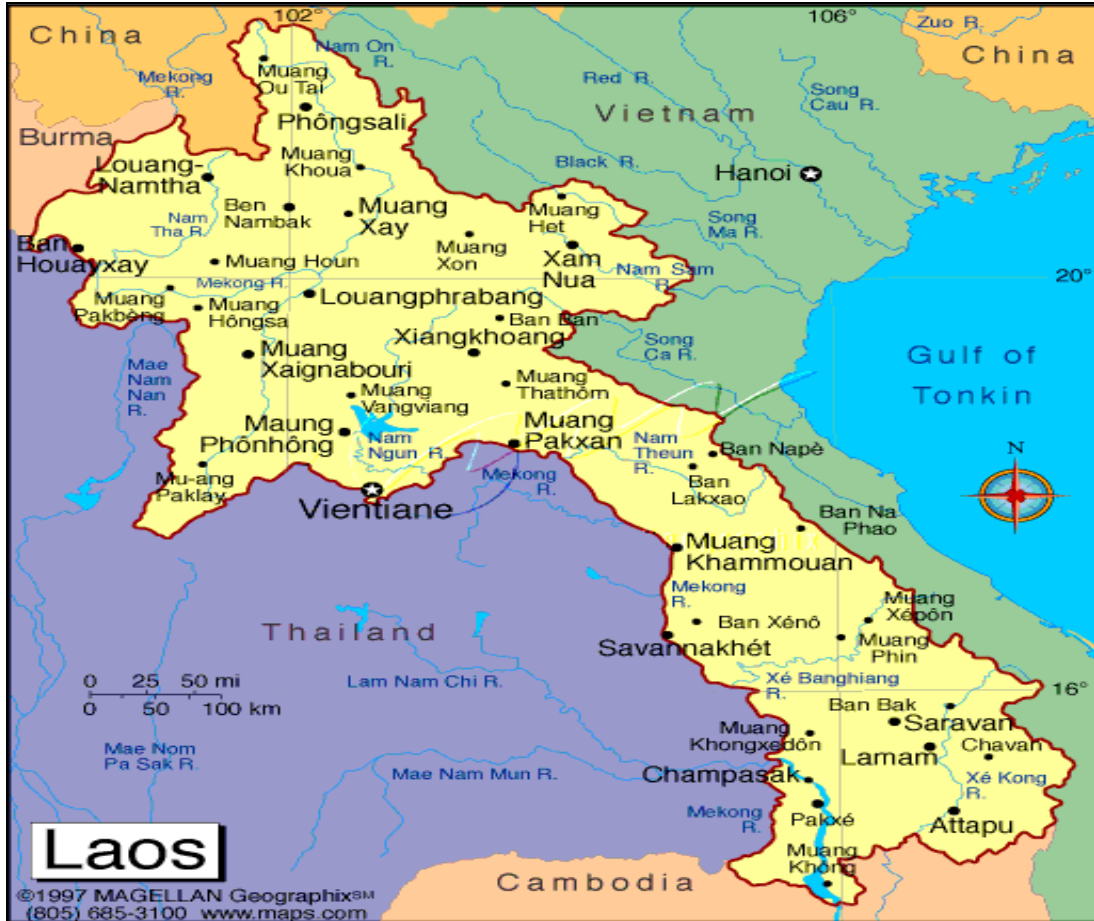 102°
106°
China
Zuo R.
China
Nam On
R.
Mekong
R.
Muang
Ou Tai
Red R.
Song
Cau R.
Vietnam
Burma
Phôngsali
Muang
Khoua
Black R.
Hanoi
Louang-
Namtha
Ben
Nambak
Muang
Xay
Muang
Het
Song
Ma R.
Nam
Tha R.
Muang
Xon
Xam
Nua
Ban
Houayxay
Muang Houn
Nam Sam
R.
20°
Mekong R.
Muang
Pakbèng
Muang
Hôngsa
Louangphrabang
Ban Ban
Xiangkhoang
Song
Ca R.
Gulf of
Tonkin
Mae
Nam
Nan
R.
Muang
Xaignabouri
Muang
Thathôm
Muang
Vangviang
Maung
Phônhông
Nam
Ngun R.
Muang
Pakxan
Nam
Theun
R.
Ban Napè
Mu-ang
Paklay
Mekong
R.
Ban
Lakxao
N
Vientiane
Ban Na
Phao
Muang
Khammouan
Mekong
R.
Muang
Xépôn
Thailand
Ban Xénô
Muang
Phin
Savannakhét
0 25 50 mi
0 50 100 km
Lam Nam Chi R.
Xé Banghiang
R.
16°
Ban Bak
Saravan
Muang
Khongxedôn
Lamam
Chavan
Mae Nom
Pa Sak R.
Mae Nam Mun R.
Champasak
Xé Kong
R.
Mekong
R.
Pakxé
Attapu
Laos
Muang
Không
Cambodia
©1997 MAGELLAN Geographix℠
(805) 685-3100 www.maps.com